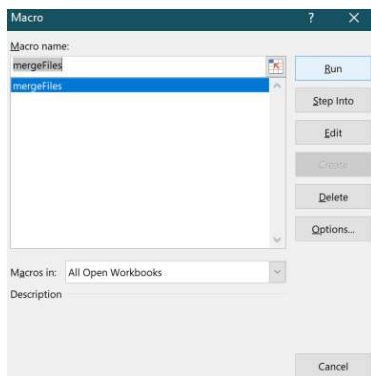 Macro ? ×
Macro name:
mergeFiles
Run
mergeFiles
Step Into
Edit
Create
Delete
Options...
Macros in: All Open Workbooks
Description
Cancel